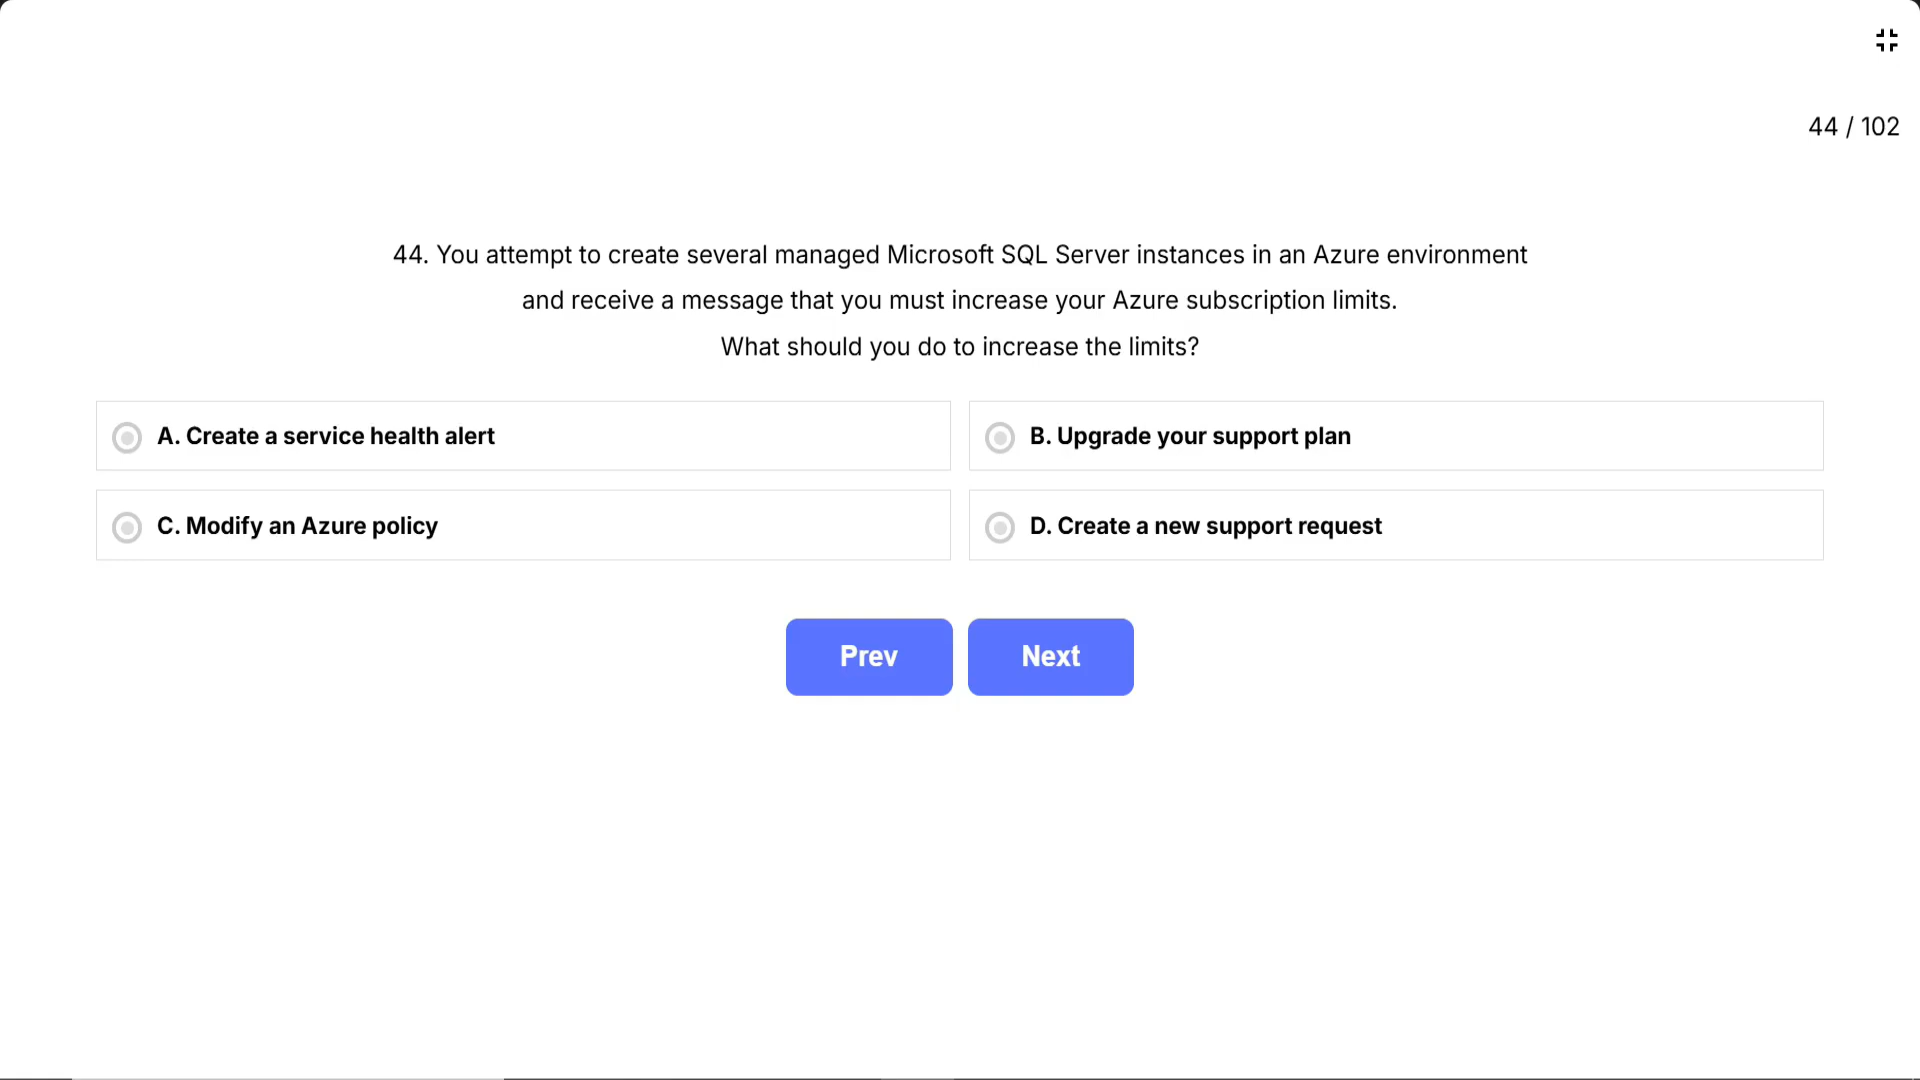 44 / 102
44. You attempt to create several managed Microsoft SQL Server instances in an Azure environment
and receive a message that you must increase your Azure subscription limits.
What should you do to increase the limits?
A. Create a service health alert
B. Upgrade your support plan
C. Modify an Azure policy
D. Create a new support request
Prev
Next